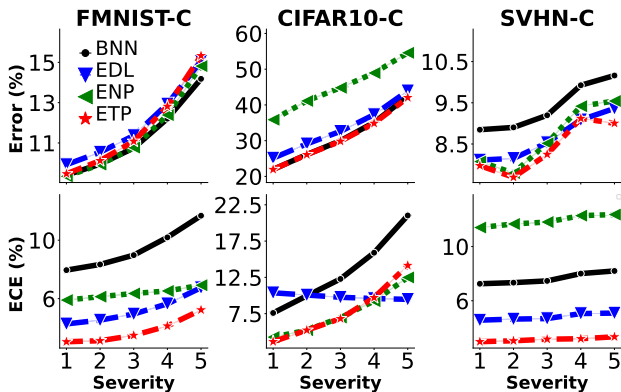 FMNIST-C CIFAR10-C SVHN-C
Error (%)
15
13
11
BNN
EDL
ENP
ETP
60
50
40
30
20
10.5
9.5
8.5
ECE (%)
10
6
1 2 3 4 5
Severity
22.5
17.5
12.5
7.5
1 2 3 4 5
Severity
10
6
1 2 3 4 5
Severity